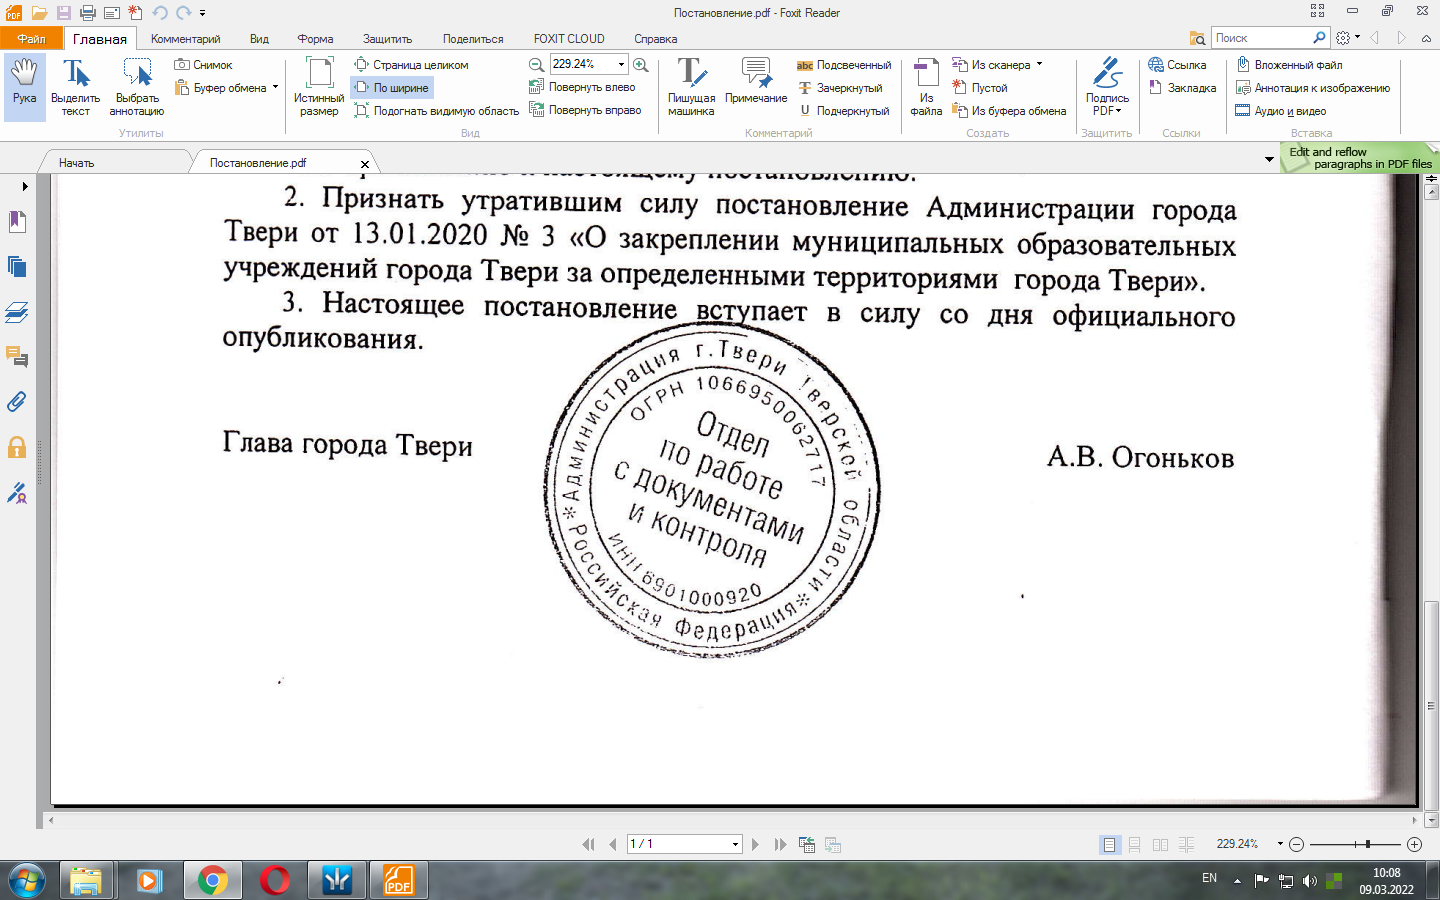 Постановление.pdf - Foxit Reader
Файл Главная Комментарий Вид Форма Защитить Поделиться FOXIT CLOUD Справка Поиск
Рука
Выделить текст
Выбрать аннотацию
Снимок
Буфер обмена
Утилиты
Истинный размер
Страница целиком
По ширине
Подогнать видимую область
229.24%
Повернуть влево
Повернуть вправо
Вид
Пишущая машинка
Примечание
Подсвеченный
Зачеркнутый
Подчеркнутый
Комментарий
Из файла
Из сканера
Пустой
Из буфера обмена
Создать
Подпись PDF
Защитить
Ссылка
Закладка
Ссылки
Вложенный файл
Аннотация к изображению
Аудио и видео
Вставка
Начать Постановление.pdf
Edit and reflow
paragraphs in PDF files
настоящему постановлению.
2. Признать утратившим силу постановление Администрации города
Твери от 13.01.2020 № 3 «О закреплении муниципальных образовательных
учреждений города Твери за определенными территориями города Твери».
3. Настоящее постановление вступает в силу со дня официального
опубликования.
Глава города Твери А.В. Огоньков
Администрация г.Твери Тверской области
* Российская Федерация *
ОГРН 1066950062717
Отдел
по работе
с документами
и контроля
ИНН 6901000920
1 / 1
229.24%
EN
10:08
09.03.2022